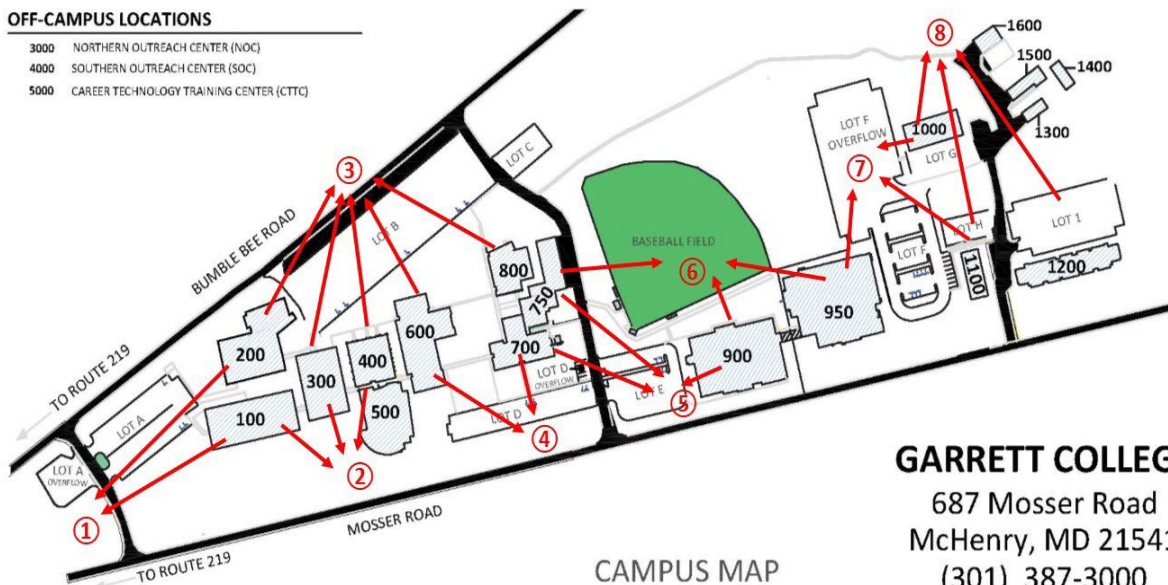 OFF-CAMPUS LOCATIONS
3000 NORTHERN OUTREACH CENTER (NOC)
4000 SOUTHERN OUTREACH CENTER (SOC)
5000 CAREER TECHNOLOGY TRAINING CENTER (CTTC)
⑧
1600
1500
1400
1300
LOT F
OVERFLOW
1000
LOT G
⑦
③
LOT C
BUMBLE BEE ROAD
LOT B
BASEBALL FIELD
⑥
800
750
LOT F
LOT H
LOT 1
1100
1200
950
600
700
900
200
400
300
LOT D
OVERFLOW
LOT E
⑤
TO ROUTE 219
LOT A
100
500
LOT D
④
LOT A
OVERFLOW
②
①
MOSSER ROAD
TO ROUTE 219
CAMPUS MAP
GARRETT COLLEG
687 Mosser Road
McHenry, MD 21541
(301) 387-3000